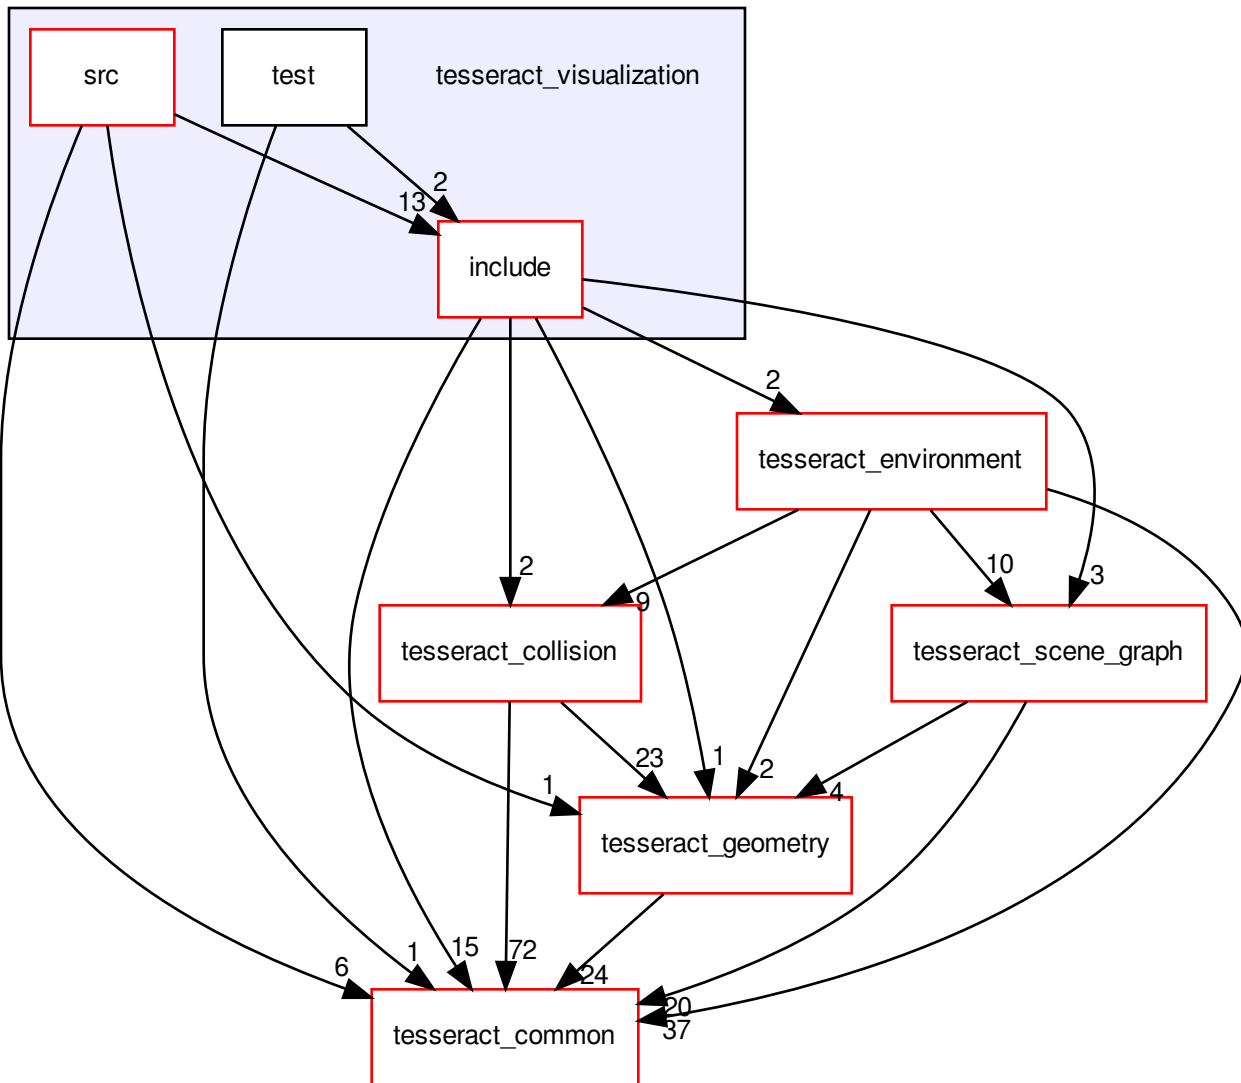 src
test
tesseract_visualization
2
13
include
2
tesseract_environment
2
10
3
9
tesseract_collision
tesseract_scene_graph
23
1
2
1
4
tesseract_geometry
6
1
15
72
24
20
37
tesseract_common